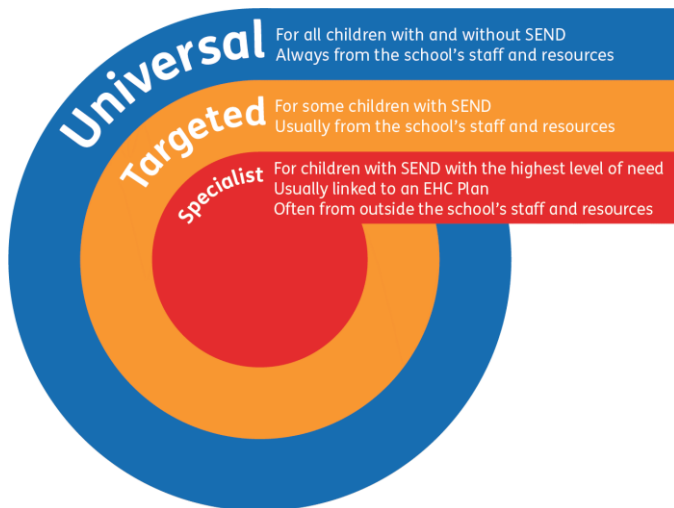 Universal
For all children with and without SEND
Always from the school's staff and resources
Targeted
For some children with SEND
Usually from the school's staff and resources
Specialist
For children with SEND with the highest level of need
Usually linked to an EHC Plan
Often from outside the school's staff and resources